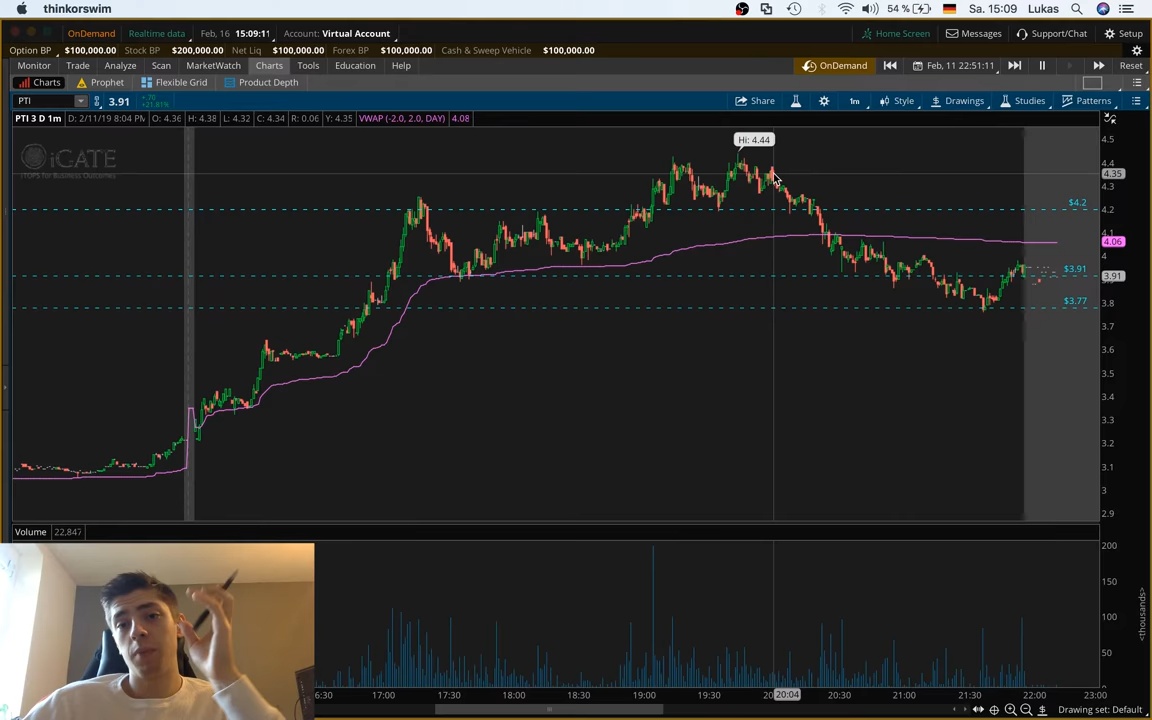 thinkorswim 54 % Sa. 15:09 Lukas
OnDemand Realtime data Feb, 16 15:09:11 Account: Virtual Account Home Screen Messages Support/Chat Setup
Option BP $100,000.00 Stock BP $200,000.00 Net Liq $100,000.00 Forex BP $100,000.00 Cash & Sweep Vehicle $100,000.00
Monitor Trade Analyze Scan MarketWatch Charts Tools Education Help OnDemand Feb, 11 22:51:11 Reset
Charts Prophet Flexible Grid Product Depth
PTI 3.91 +.70 +21.81% Share 1m Style Drawings Studies Patterns
PTI 3 D 1m D: 2/11/19 8:04 PM O: 4.36 H: 4.38 L: 4.32 C: 4.34 R: 0.06 Y: 4.35 VWAP (-2.0, 2.0, DAY) 4.08
Hi: 4.44
4.5
iGATE
4.4
4.35
4.3
$4.2
4.2
4.1
4.06
4
$3.91
3.91
$3.77
3.8
3.7
3.6
3.5
3.4
3.3
3.2
3.1
3
2.9
Volume 22,847
200
150
100
50
<thousands>
6:30 17:00 17:30 18:00 18:30 19:00 19:30 20:04 20:30 21:00 21:30 22:00 23:00
Drawing set: Default